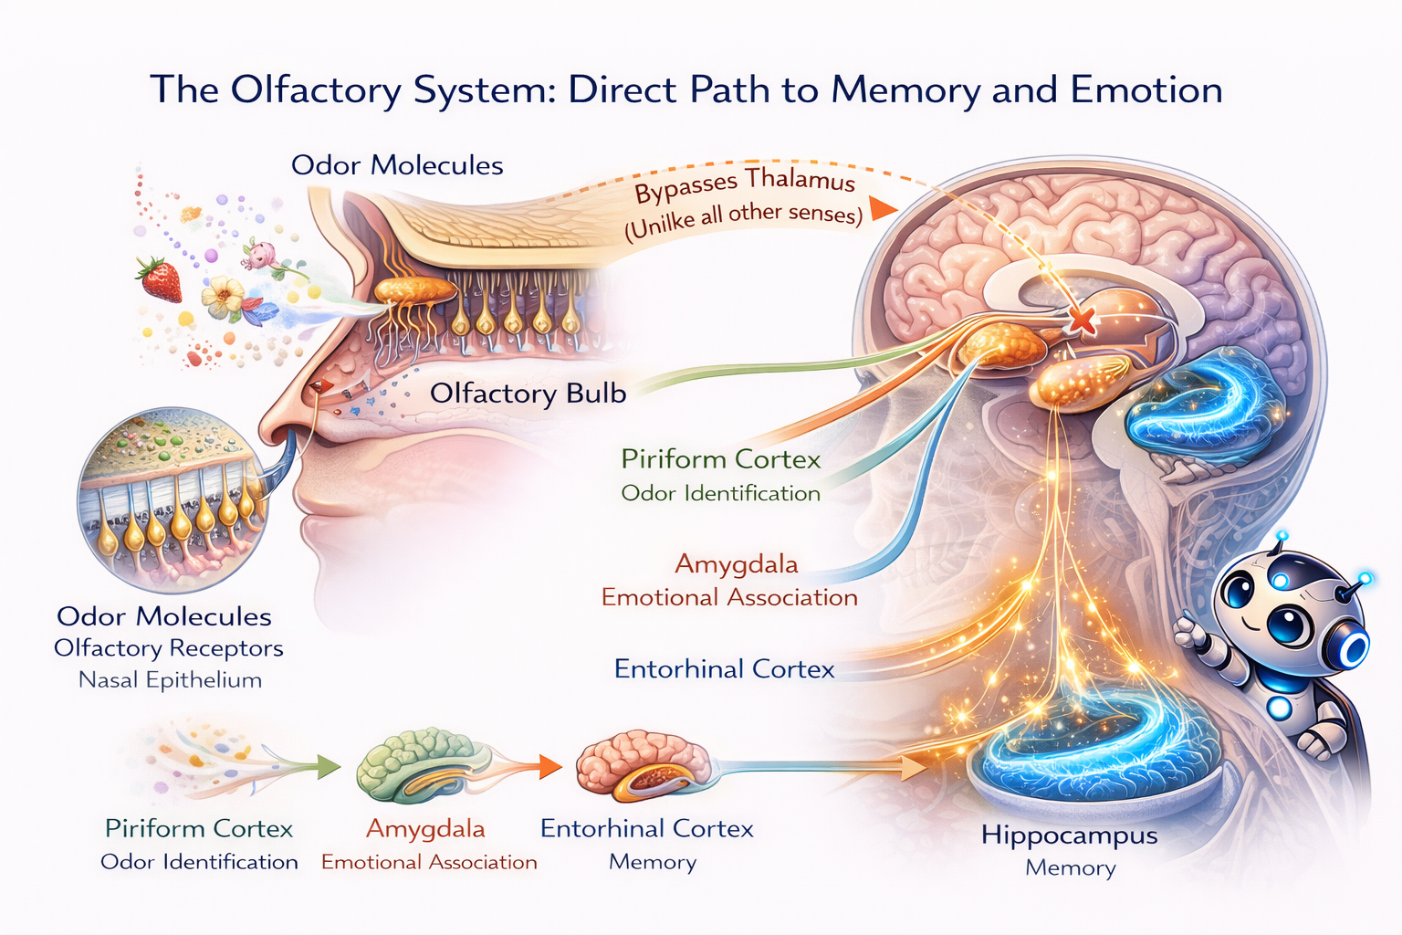 The Olfactory System: Direct Path to Memory and Emotion
Odor Molecules
Bypasses Thalamus
(Unilke all other senses)
Olfactory Bulb
Piriform Cortex
Odor Identification
Amygdala
Emotional Association
Entorhinal Cortex
Odor Molecules
Olfactory Receptors
Nasal Epithelium
Piriform Cortex
Odor Identification
Amygdala
Emotional Association
Entorhinal Cortex
Memory
Hippocampus
Memory